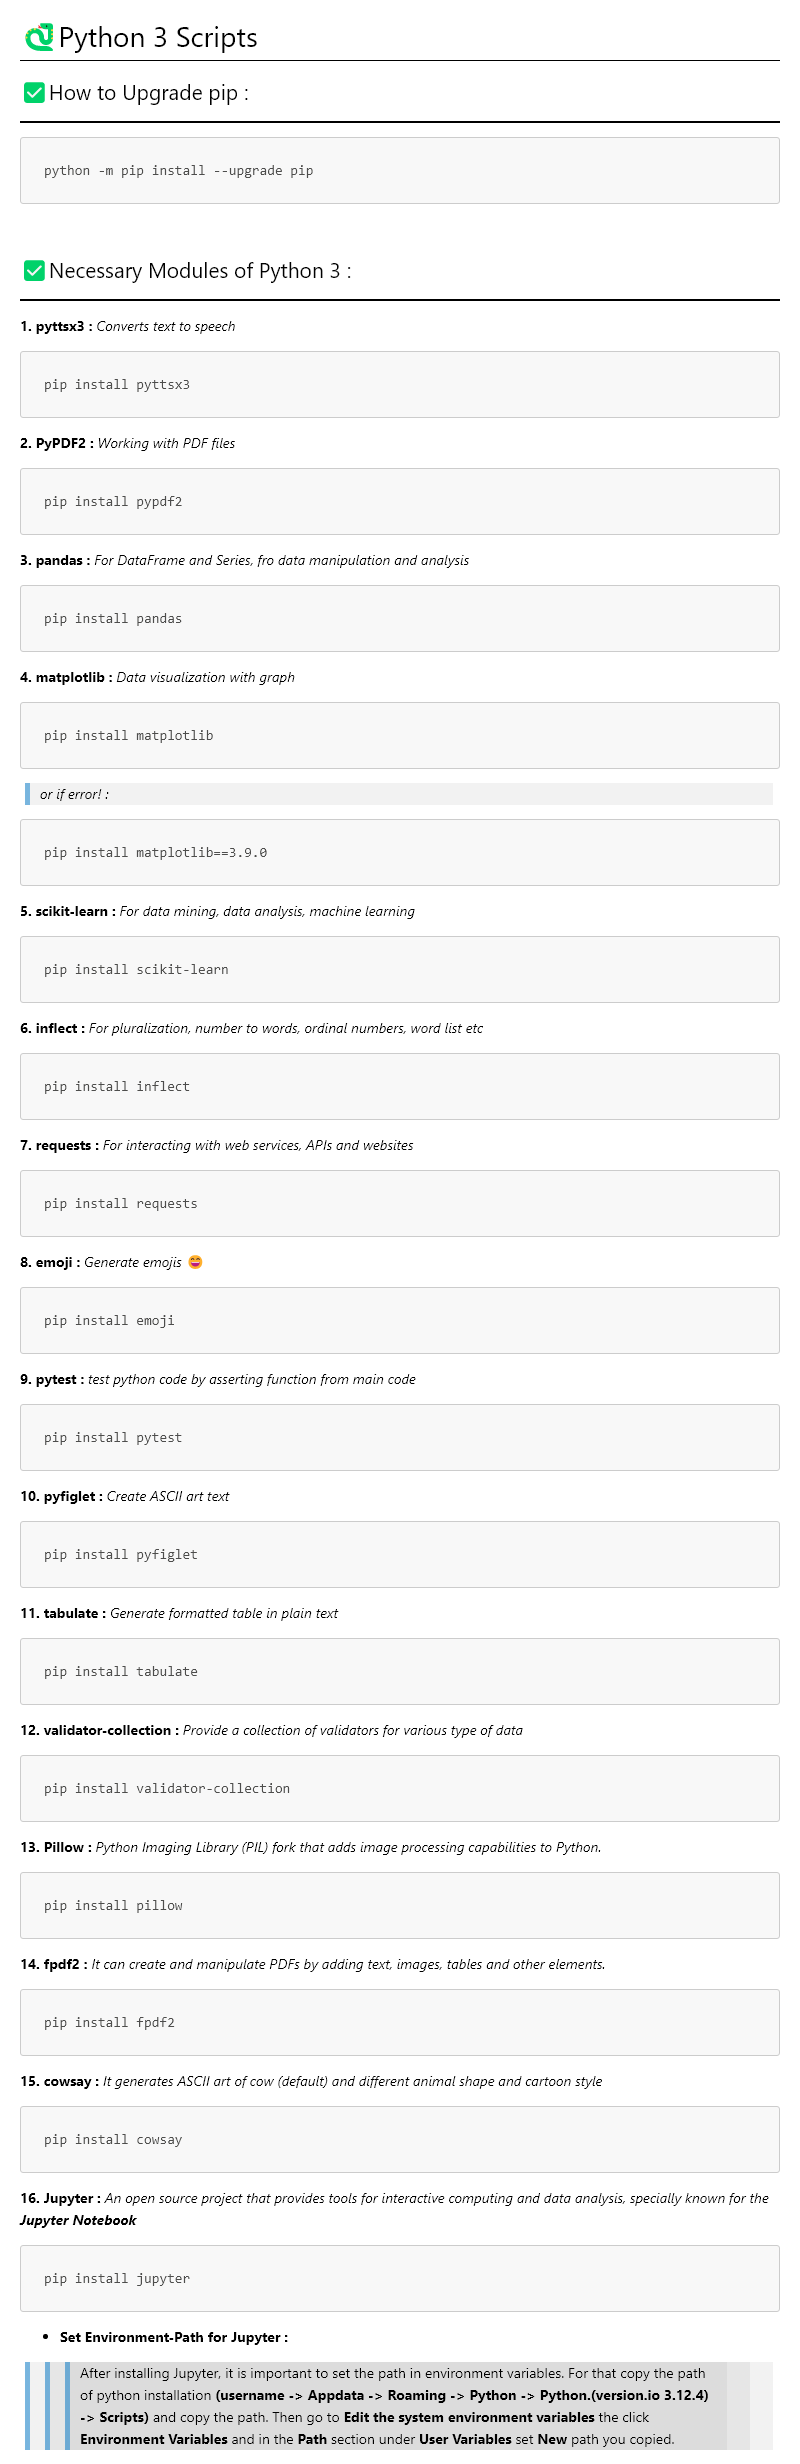 Python 3 Scripts
✅ How to Upgrade pip :
python -m pip install --upgrade pip
✅ Necessary Modules of Python 3 :
1. pyttsx3 : Converts text to speech
pip install pyttsx3
2. PyPDF2 : Working with PDF files
pip install pypdf2
3. pandas : For DataFrame and Series, fro data manipulation and analysis
pip install pandas
4. matplotlib : Data visualization with graph
pip install matplotlib
or if error! :
pip install matplotlib==3.9.0
5. scikit-learn : For data mining, data analysis, machine learning
pip install scikit-learn
6. inflect : For pluralization, number to words, ordinal numbers, word list etc
pip install inflect
7. requests : For interacting with web services, APIs and websites
pip install requests
8. emoji : Generate emojis 😄
pip install emoji
9. pytest : test python code by asserting function from main code
pip install pytest
10. pyfiglet : Create ASCII art text
pip install pyfiglet
11. tabulate : Generate formatted table in plain text
pip install tabulate
12. validator-collection : Provide a collection of validators for various type of data
pip install validator-collection
13. Pillow : Python Imaging Library (PIL) fork that adds image processing capabilities to Python.
pip install pillow
14. fpdf2 : It can create and manipulate PDFs by adding text, images, tables and other elements.
pip install fpdf2
15. cowsay : It generates ASCII art of cow (default) and different animal shape and cartoon style
pip install cowsay
16. Jupyter : An open source project that provides tools for interactive computing and data analysis, specially known for the
Jupyter Notebook
pip install jupyter
• Set Environment-Path for Jupyter :
After installing Jupyter, it is important to set the path in environment variables. For that copy the path
of python installation (username -> Appdata -> Roaming -> Python -> Python.(version.io 3.12.4)
-> Scripts) and copy the path. Then go to Edit the system environment variables the click
Environment Variables and in the Path section under User Variables set New path you copied.